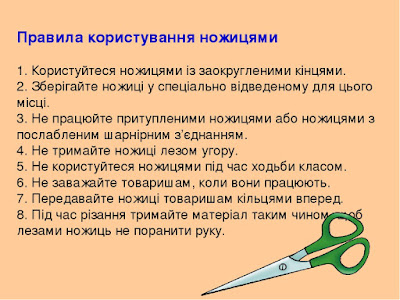 Правила користування ножицями
1. Користуйтеся ножицями із заокругленими кінцями.
2. Зберігайте ножиці у спеціально відведеному для цього
місці.
3. Не працюйте притупленими ножицями або ножицями з
послабленим шарнірним з'єднанням.
4. Не тримайте ножиці лезом угору.
5. Не користуйтеся ножицями під час ходьби класом.
6. Не заважайте товаришам, коли вони працюють.
7. Передавайте ножиці товаришам кільцями вперед.
8. Під час різання тримайте матеріал таким чином щоб
лезами ножиць не поранити руку.